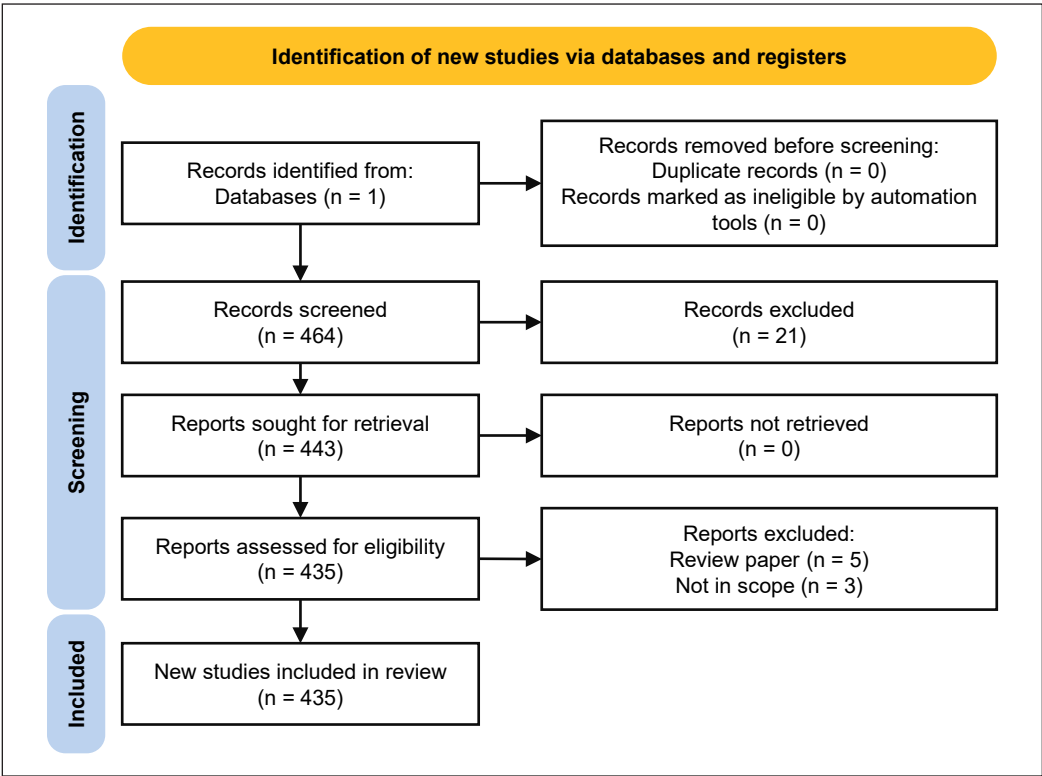 Identification of new studies via databases and registers
Identification
Records identified from:
Databases (n = 1)
Records removed before screening:
Duplicate records (n = 0)
Records marked as ineligible by automation
tools (n = 0)
Screening
Records screened
(n = 464)
Records excluded
(n = 21)
Reports sought for retrieval
(n = 443)
Reports not retrieved
(n = 0)
Reports assessed for eligibility
(n = 435)
Reports excluded:
Review paper (n = 5)
Not in scope (n = 3)
Included
New studies included in review
(n = 435)